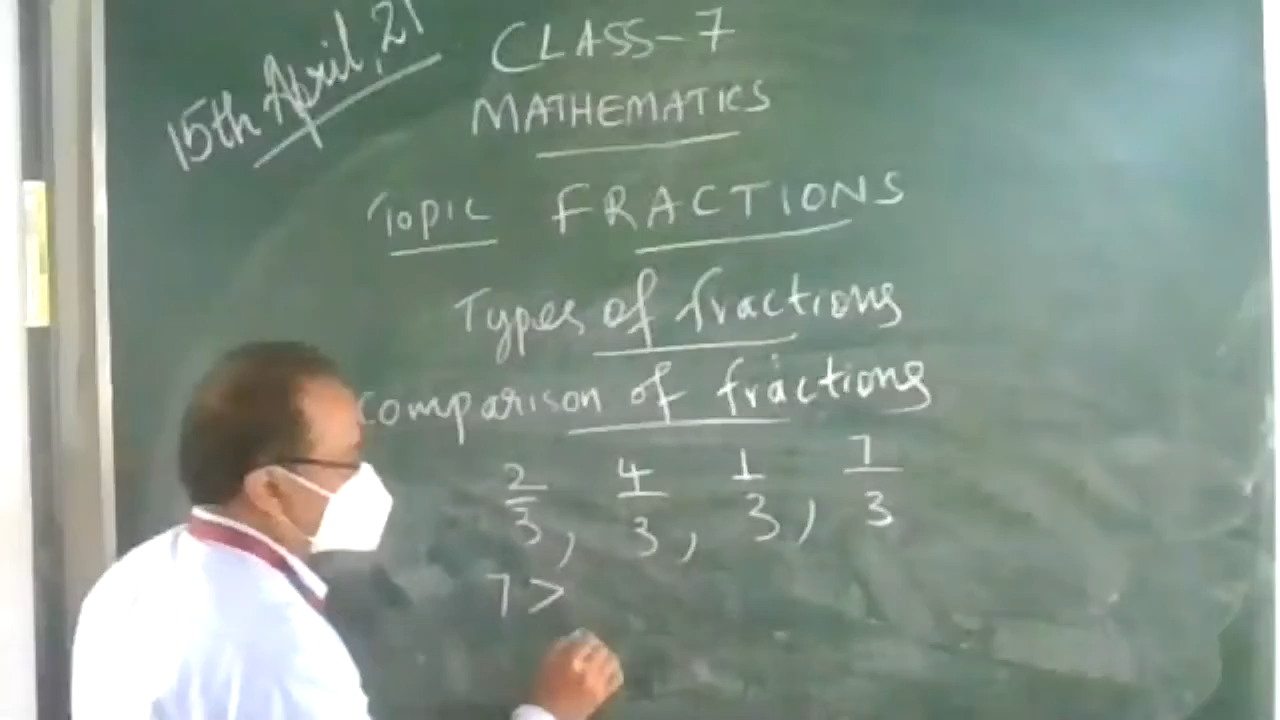 15th April, 21
CLASS-7
MATHEMATICS
TOPIC FRACTIONS
Types of fractions
comparison of fractions
2/3, 4/3, 1/3, 7/3
7 >